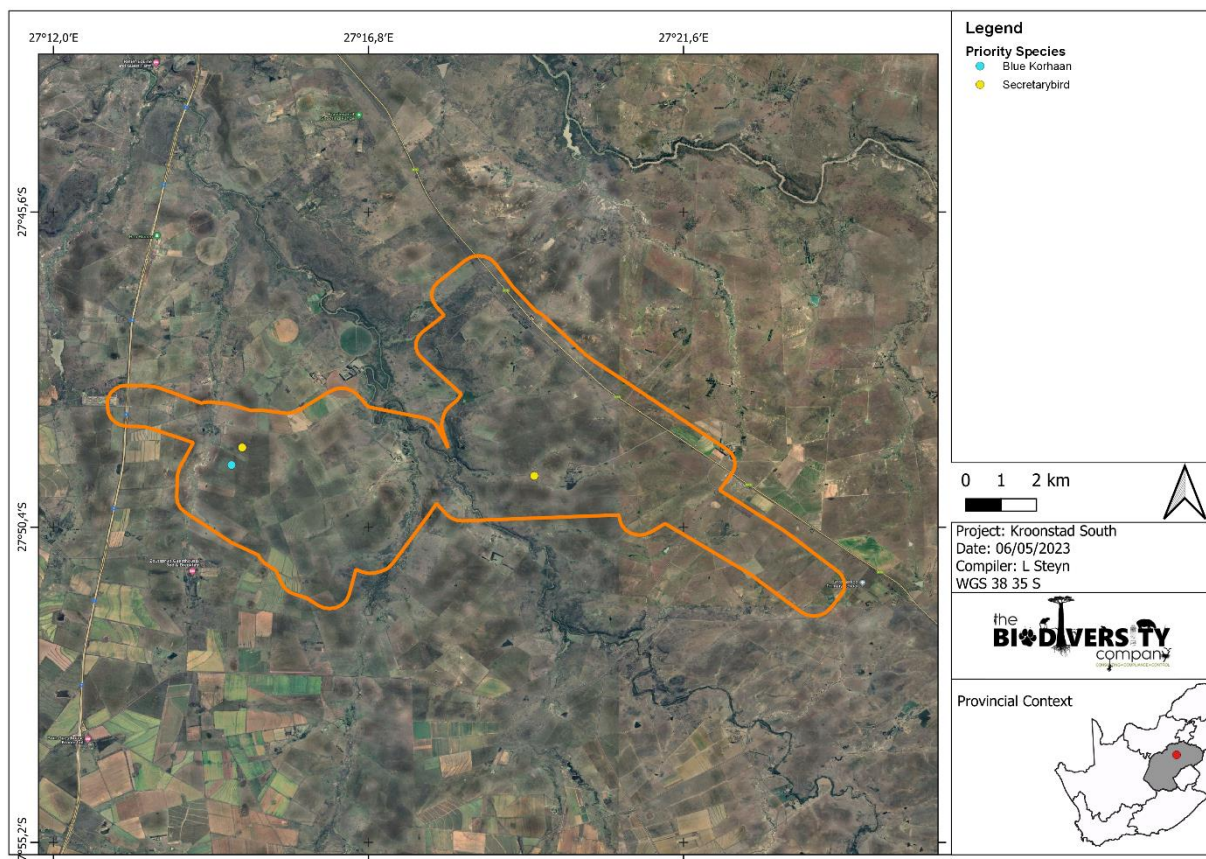 27°12,0'E
27°16,8'E
27°21,6'E
27°45,6'S
27°50,4'S
27°55,2'S
Legend
Priority Species
Blue Korhaan
Secretarybird
0 1 2 km
Project: Kroonstad South
Date: 06/05/2023
Compiler: L Steyn
WGS 38 35 S
the
BIODIVERSITY
company
Provincial Context